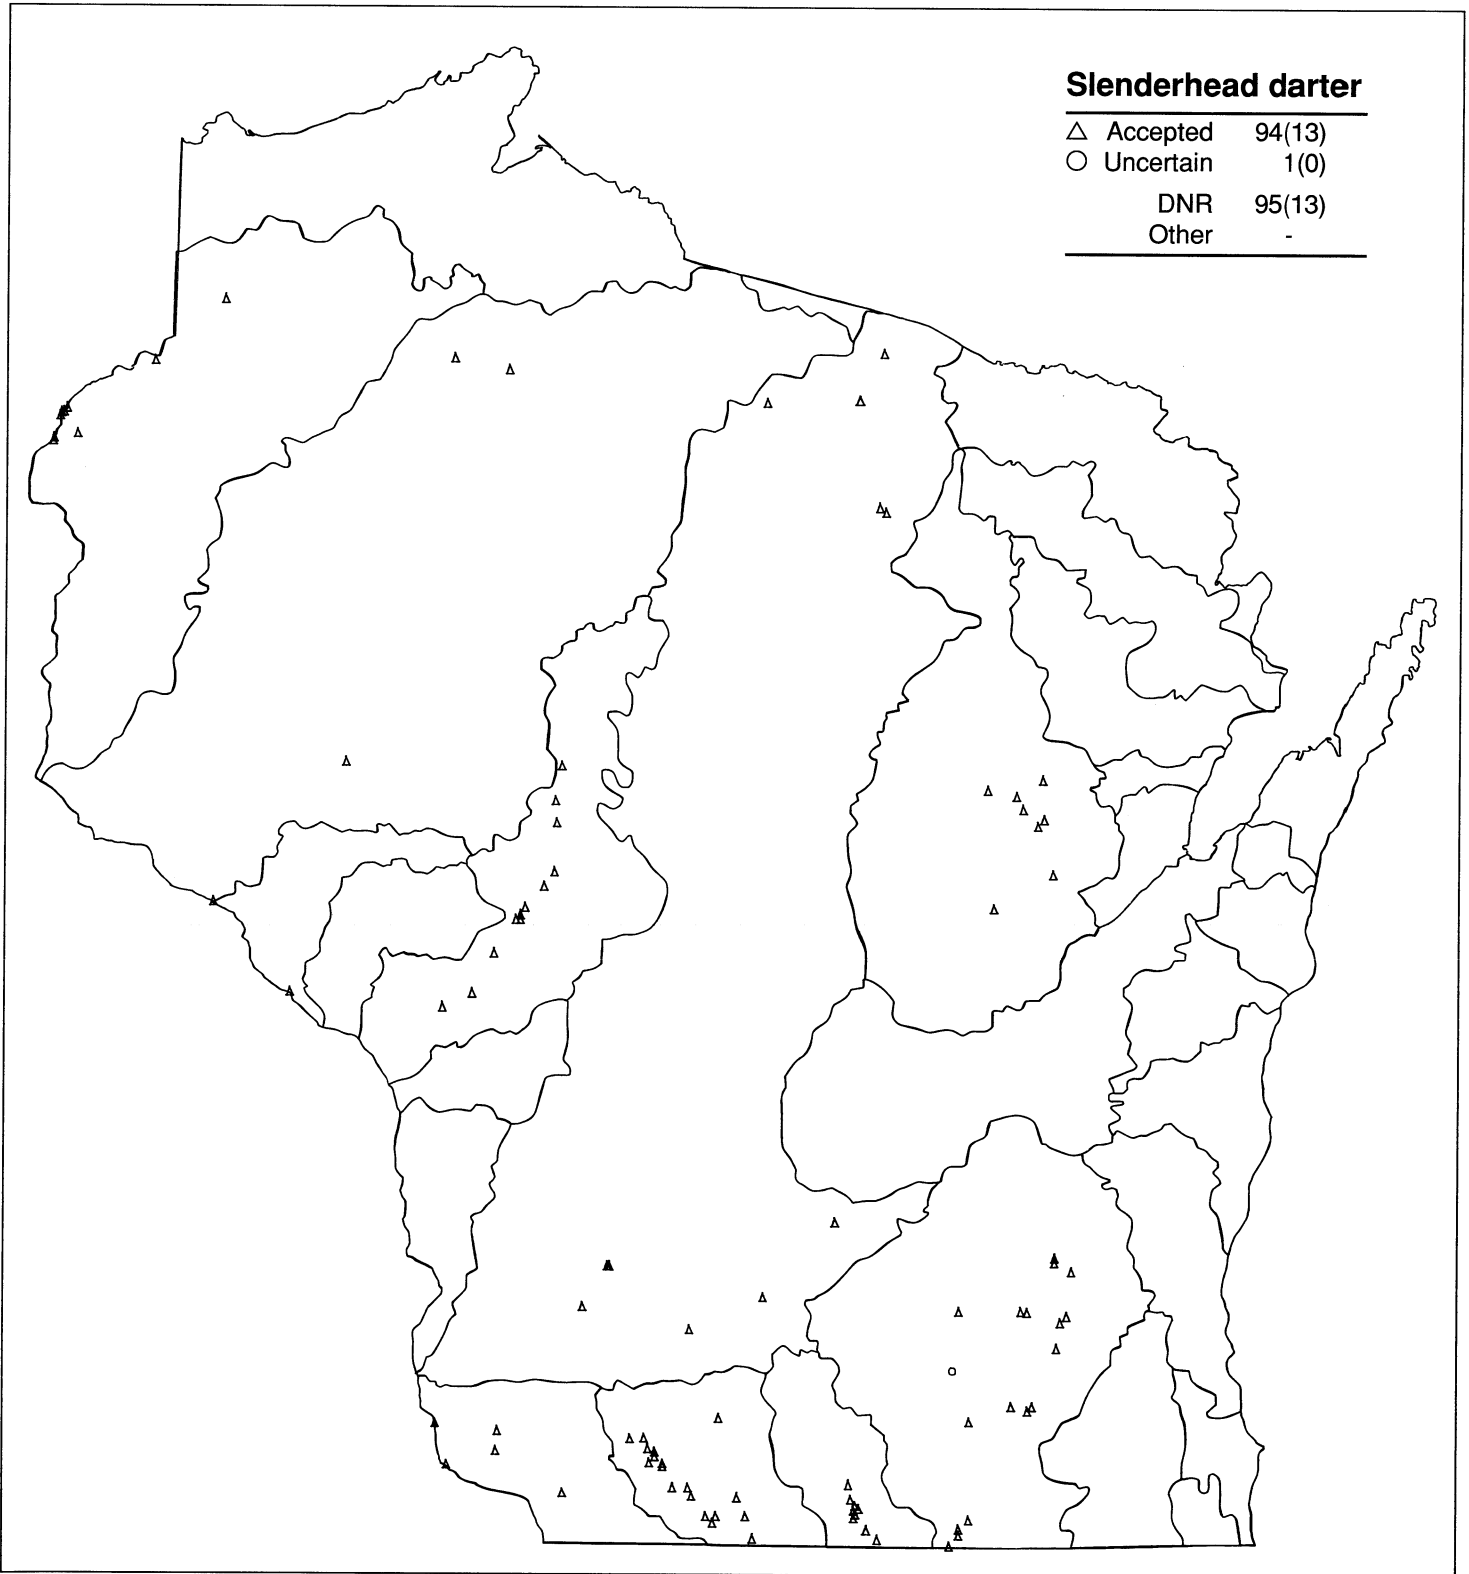 Slenderhead darter
△ Accepted 94(13)
○ Uncertain 1(0)
DNR 95(13)
Other -